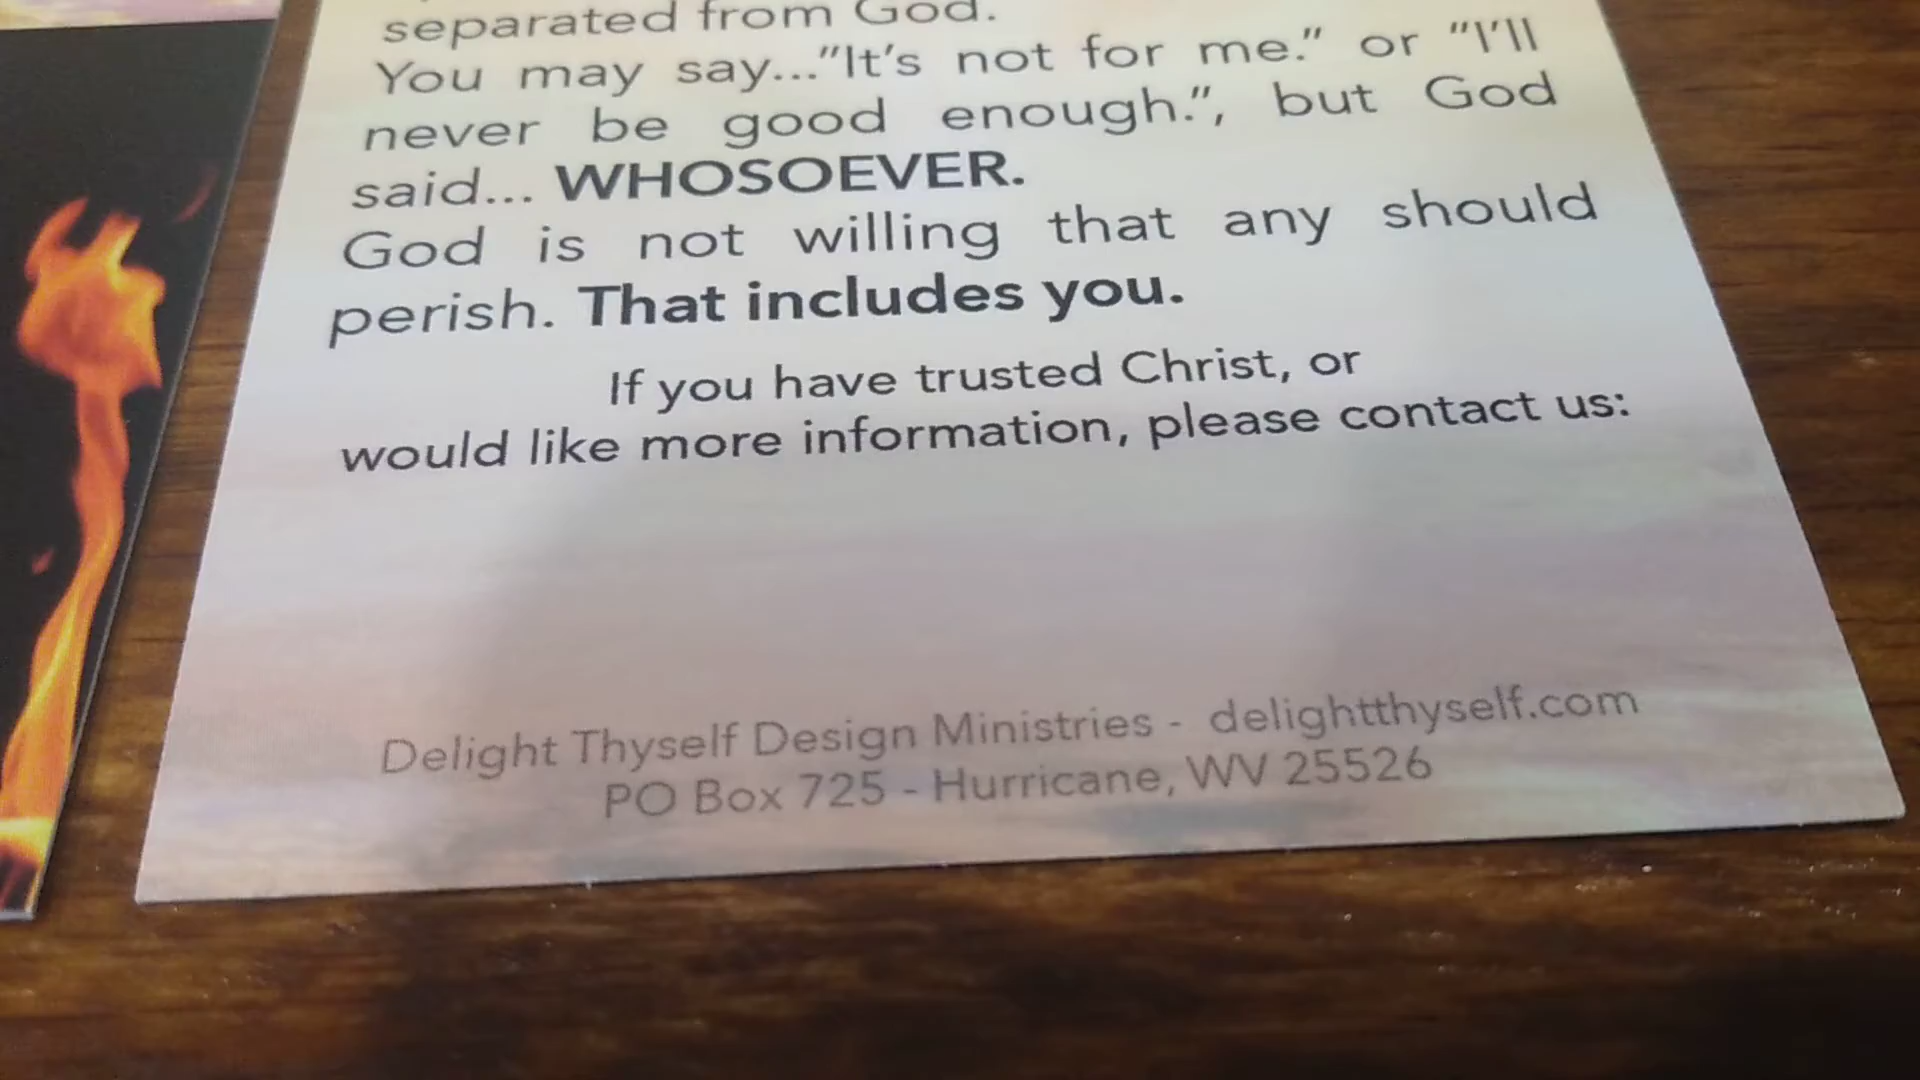 separated from God.
You may say..."It's not for me." or "I'll
never be good enough.", but God
said... WHOSOEVER.
God is not willing that any should
perish. That includes you.
If you have trusted Christ, or
would like more information, please contact us:
Delight Thyself Design Ministries - delightthyself.com
PO Box 725 - Hurricane, WV 25526